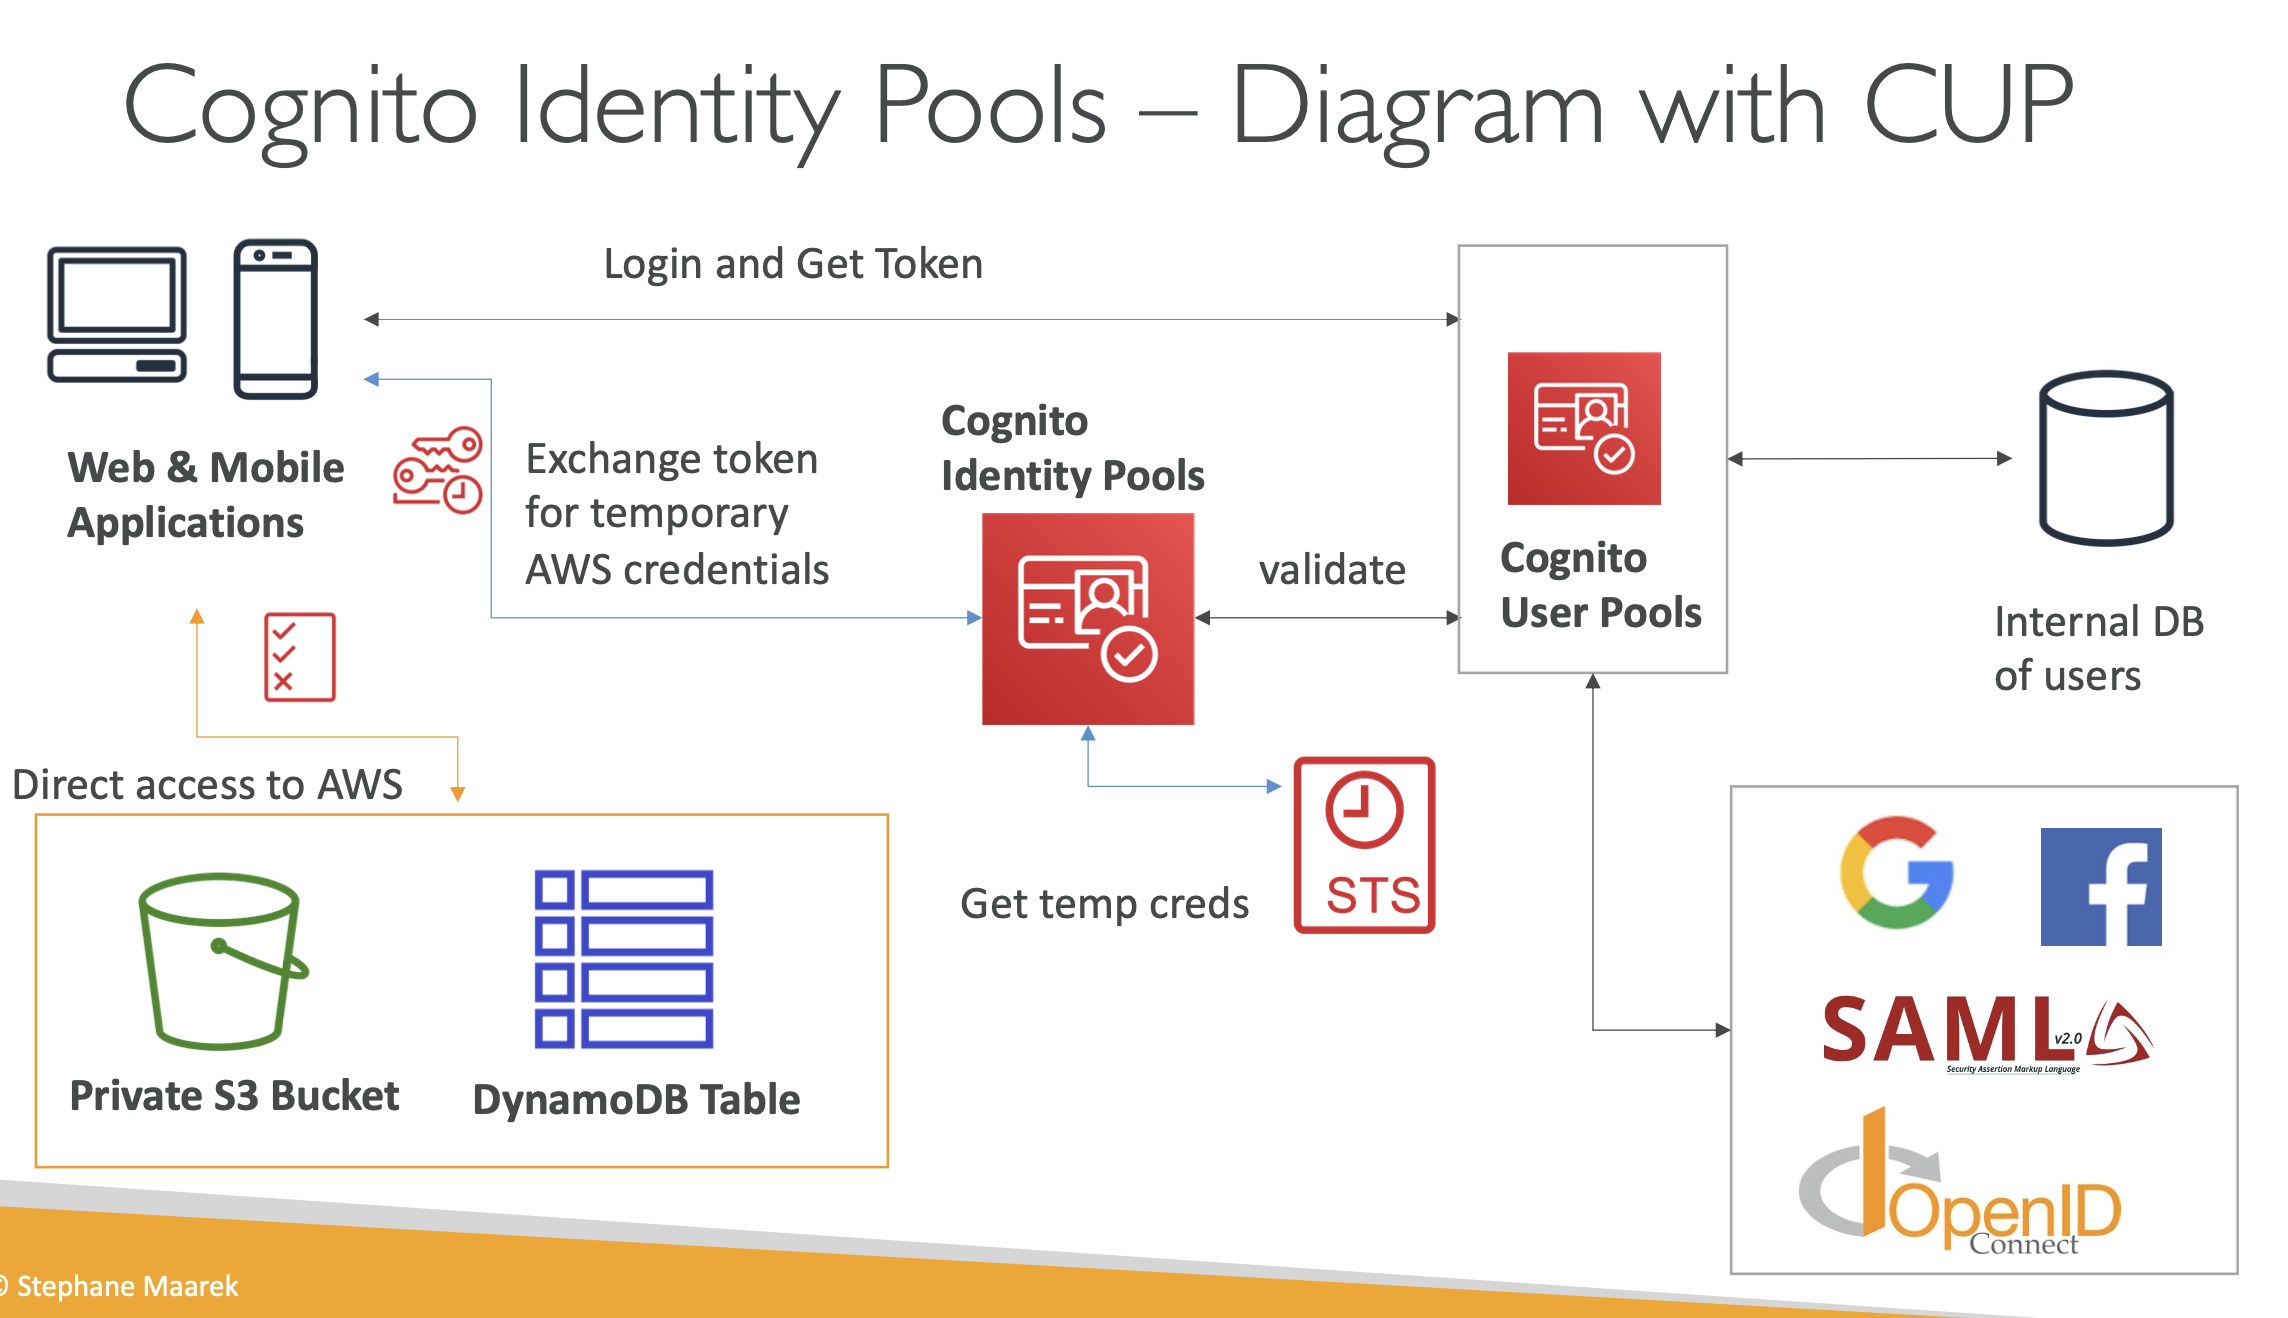 Cognito Identity Pools – Diagram with CUP
Login and Get Token
Web & Mobile
Applications
Exchange token
for temporary
AWS credentials
Cognito
Identity Pools
validate
Cognito
User Pools
Internal DB
of users
Direct access to AWS
Private S3 Bucket
DynamoDB Table
Get temp creds
STS
SAML v2.0
Security Assertion Markup Language
OpenID
Connect
© Stephane Maarek